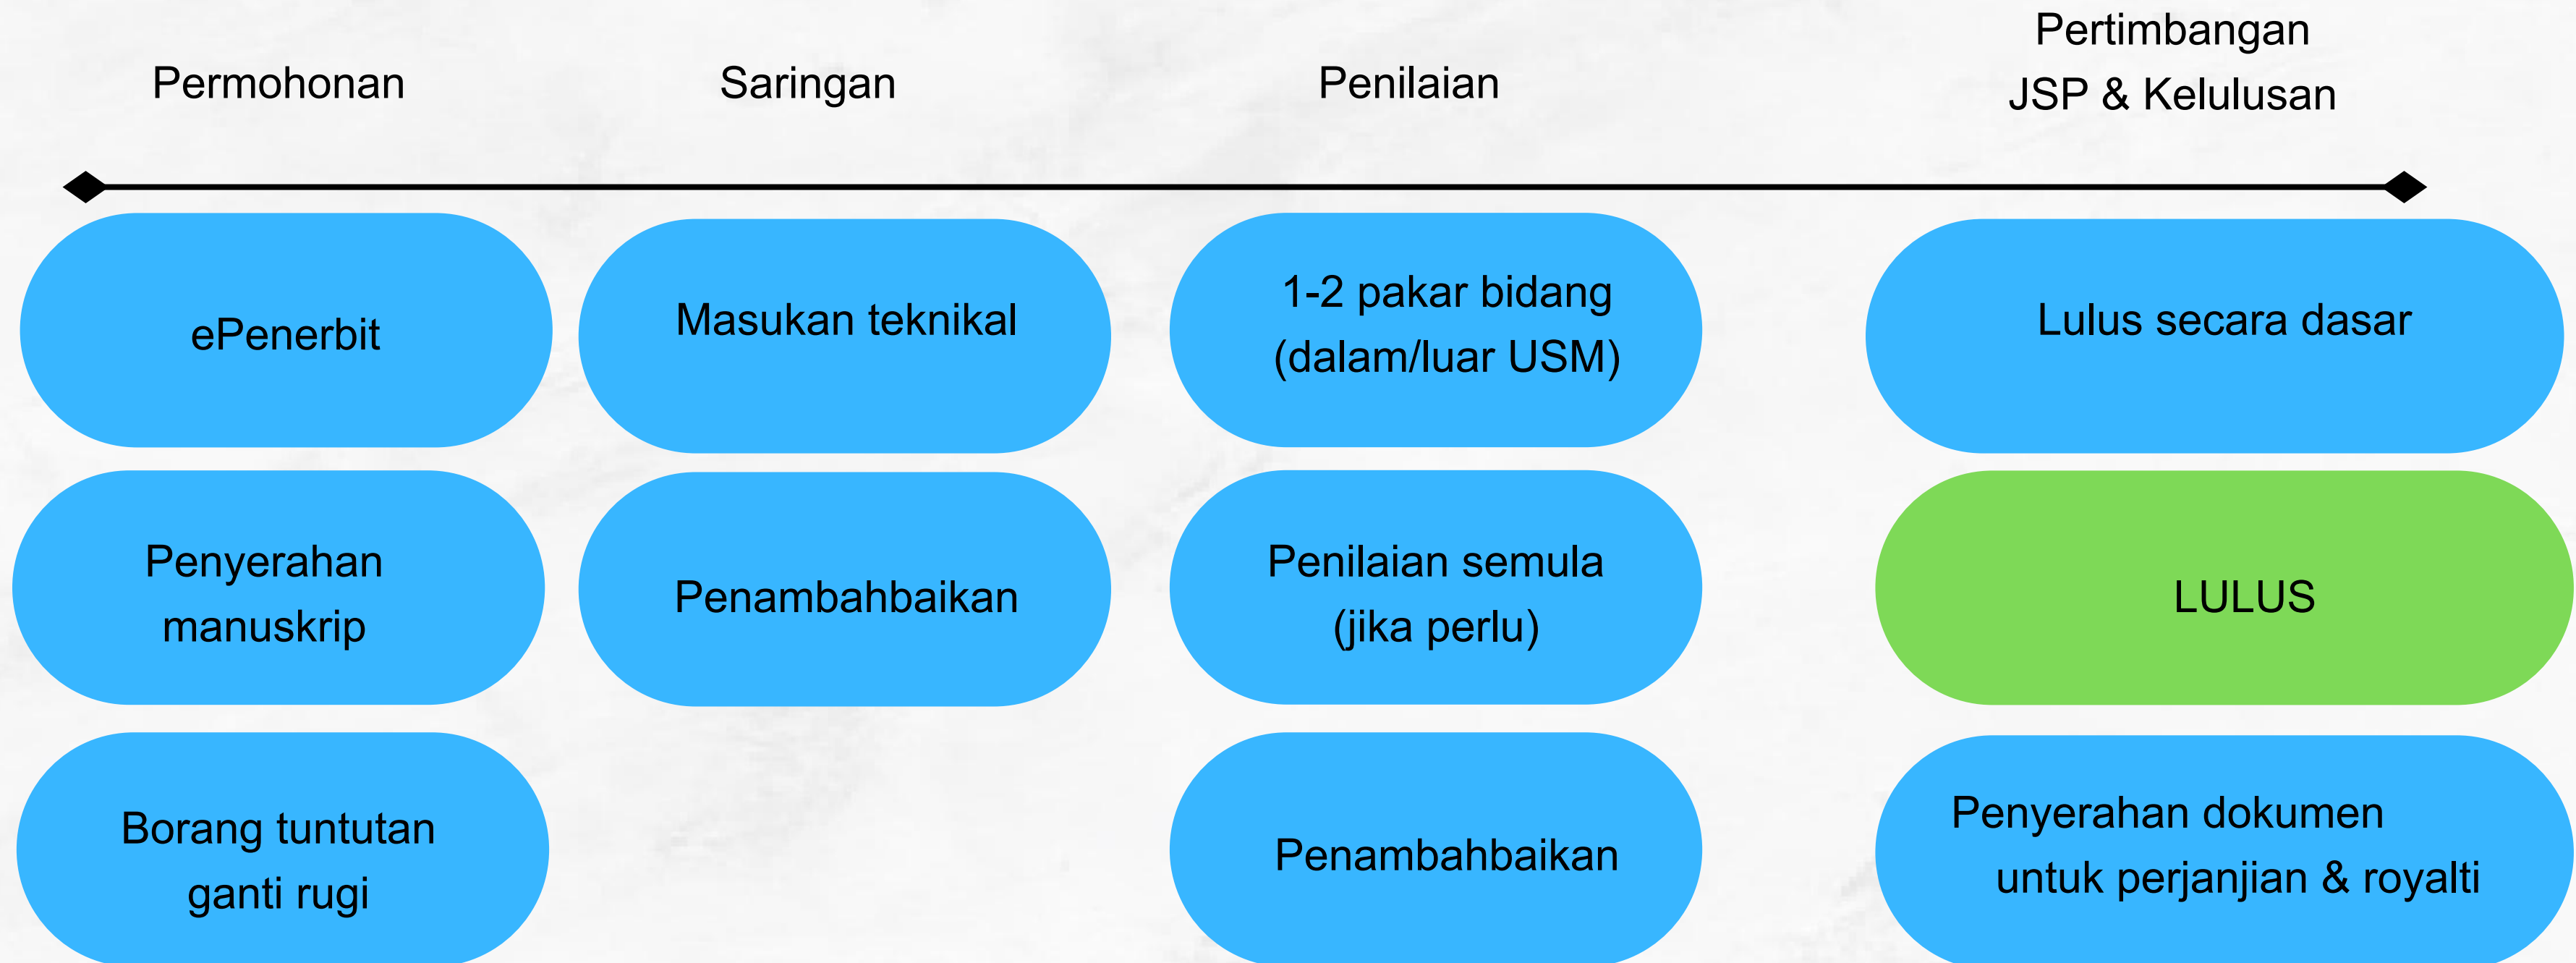 Permohonan
Saringan
Penilaian
Pertimbangan
JSP & Kelulusan
ePenerbit
Masukan teknikal
1-2 pakar bidang
(dalam/luar USM)
Lulus secara dasar
Penyerahan
manuskrip
Penambahbaikan
Penilaian semula
(jika perlu)
LULUS
Borang tuntutan
ganti rugi
Penambahbaikan
Penyerahan dokumen
untuk perjanjian & royalti